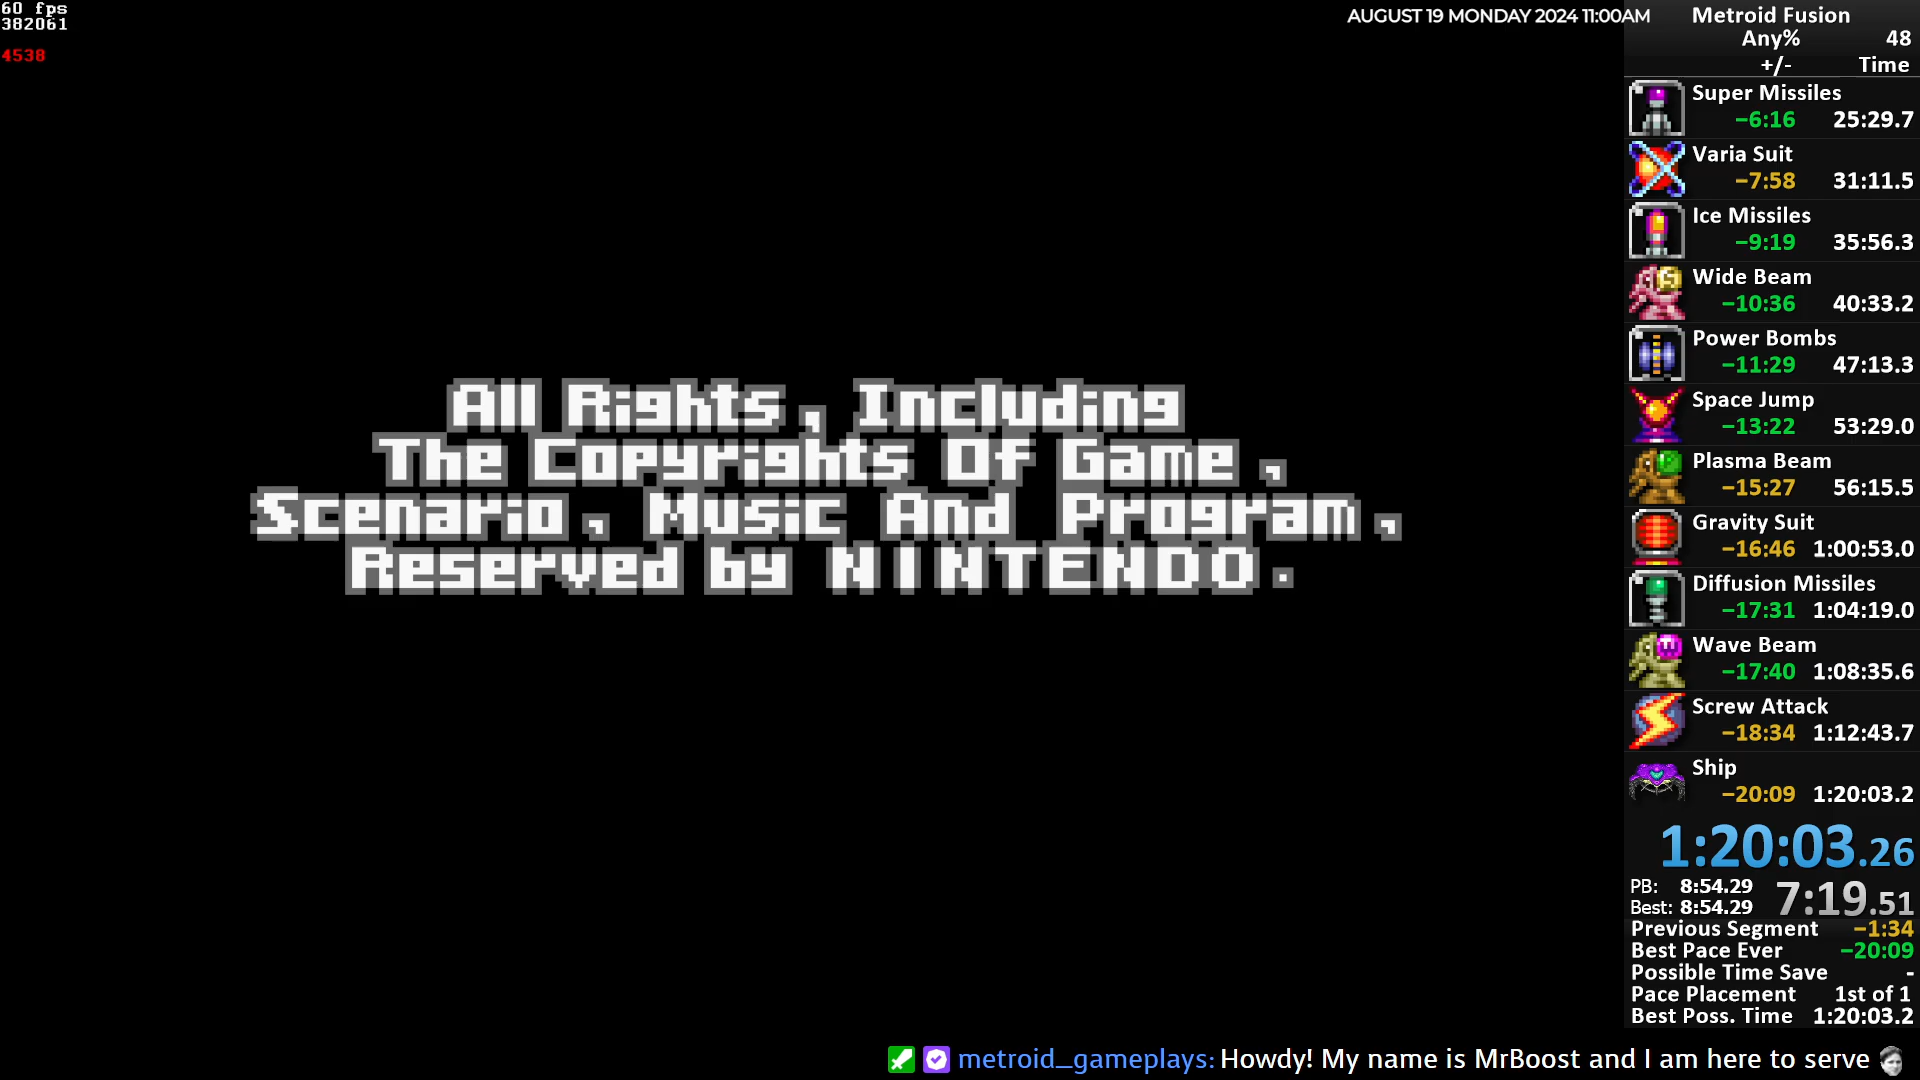 60 fps
382061
4538
AUGUST 19 MONDAY 2024 11:00AM
All Rights, Including
The Copyrights Of Game,
Scenario, Music And Program,
Reserved by NINTENDO.
Metroid Fusion
Any% 48
+/- Time
Super Missiles
−6:16 25:29.7
Varia Suit
−7:58 31:11.5
Ice Missiles
−9:19 35:56.3
Wide Beam
−10:36 40:33.2
Power Bombs
−11:29 47:13.3
Space Jump
−13:22 53:29.0
Plasma Beam
−15:27 56:15.5
Gravity Suit
−16:46 1:00:53.0
Diffusion Missiles
−17:31 1:04:19.0
Wave Beam
−17:40 1:08:35.6
Screw Attack
−18:34 1:12:43.7
Ship
−20:09 1:20:03.2
1:20:03.26
PB: 8:54.29 7:19.51
Best: 8:54.29
Previous Segment −1:34
Best Pace Ever −20:09
Possible Time Save -
Pace Placement 1st of 1
Best Poss. Time 1:20:03.2
metroid_gameplays: Howdy! My name is MrBoost and I am here to serve